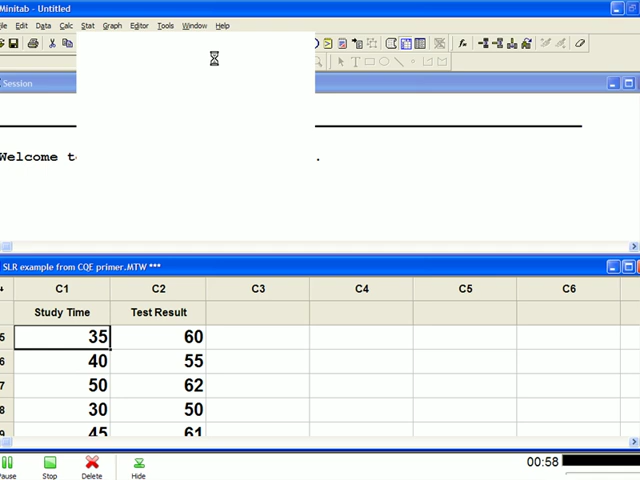 Minitab - Untitled
Edit Data Calc Stat Graph Editor Tools Window Help
Session
Welcome
SLR example from CQE primer.MTW ***
C1 C2 C3 C4 C5 C6
Study Time Test Result
5 35 60
6 40 55
7 50 62
8 30 50
9 45 61
Stop Delete Hide 00:58